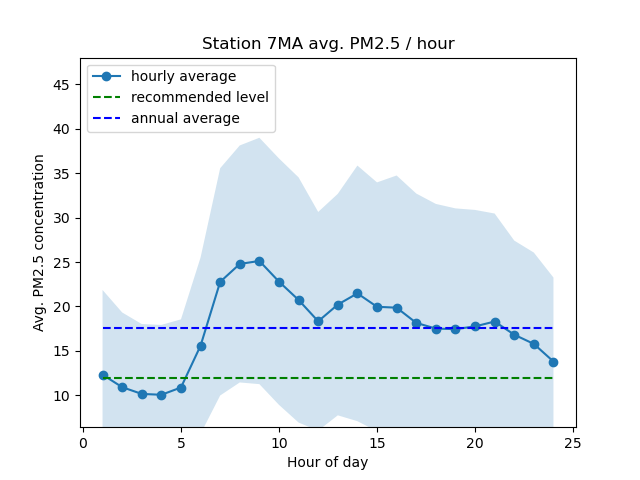 Station 7MA avg. PM2.5 / hour
hourly average
recommended level
annual average
Avg. PM2.5 concentration
45
40
35
30
25
20
15
10
0 5 10 15 20 25
Hour of day